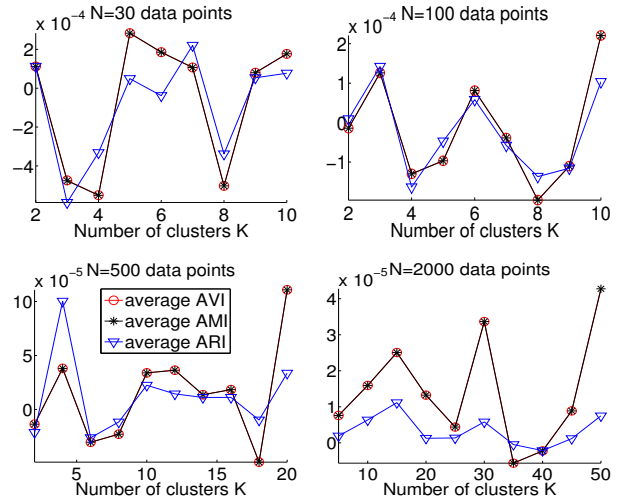 x 10⁻⁴ N=30 data points
2
0
−2
−4
2 4 6 8 10
Number of clusters K
x 10⁻⁴ N=100 data points
2
1
0
−1
2 4 6 8 10
Number of clusters K
x 10⁻⁵ N=500 data points
10
5
0
average AVI
average AMI
average ARI
5 10 15 20
Number of clusters K
x 10⁻⁵ N=2000 data points
4
3
2
1
0
10 20 30 40 50
Number of clusters K